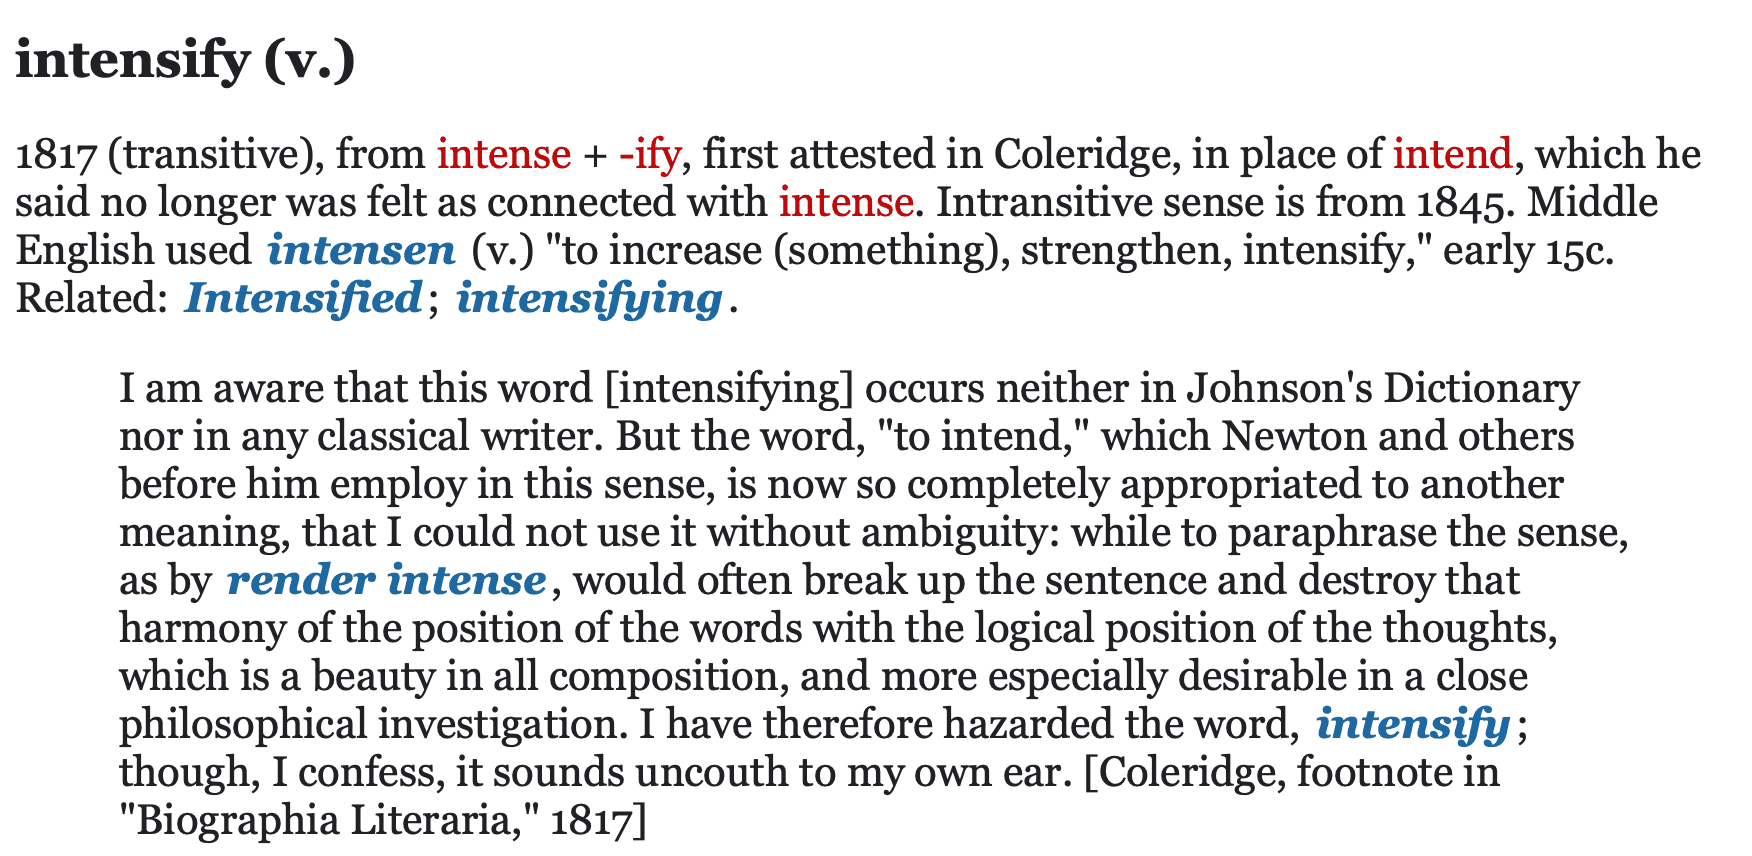 intensify (v.)
1817 (transitive), from intense + -ify, first attested in Coleridge, in place of intend, which he
said no longer was felt as connected with intense. Intransitive sense is from 1845. Middle
English used intensen (v.) "to increase (something), strengthen, intensify," early 15c.
Related: Intensified; intensifying.
I am aware that this word [intensifying] occurs neither in Johnson's Dictionary
nor in any classical writer. But the word, "to intend," which Newton and others
before him employ in this sense, is now so completely appropriated to another
meaning, that I could not use it without ambiguity: while to paraphrase the sense,
as by render intense, would often break up the sentence and destroy that
harmony of the position of the words with the logical position of the thoughts,
which is a beauty in all composition, and more especially desirable in a close
philosophical investigation. I have therefore hazarded the word, intensify;
though, I confess, it sounds uncouth to my own ear. [Coleridge, footnote in
"Biographia Literaria," 1817]